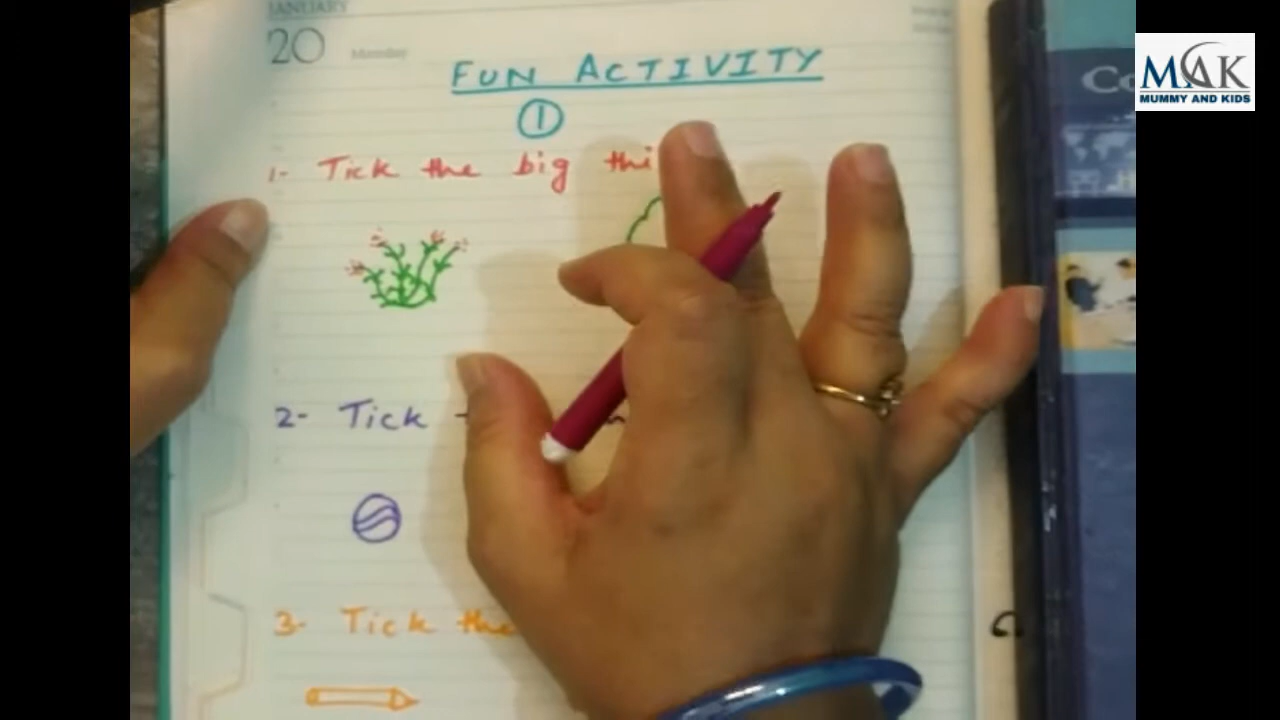 JANUARY
20 Monday
MAK
MUMMY AND KIDS
FUN ACTIVITY
1
1- Tick the big thi
2- Tick
3- Tick the